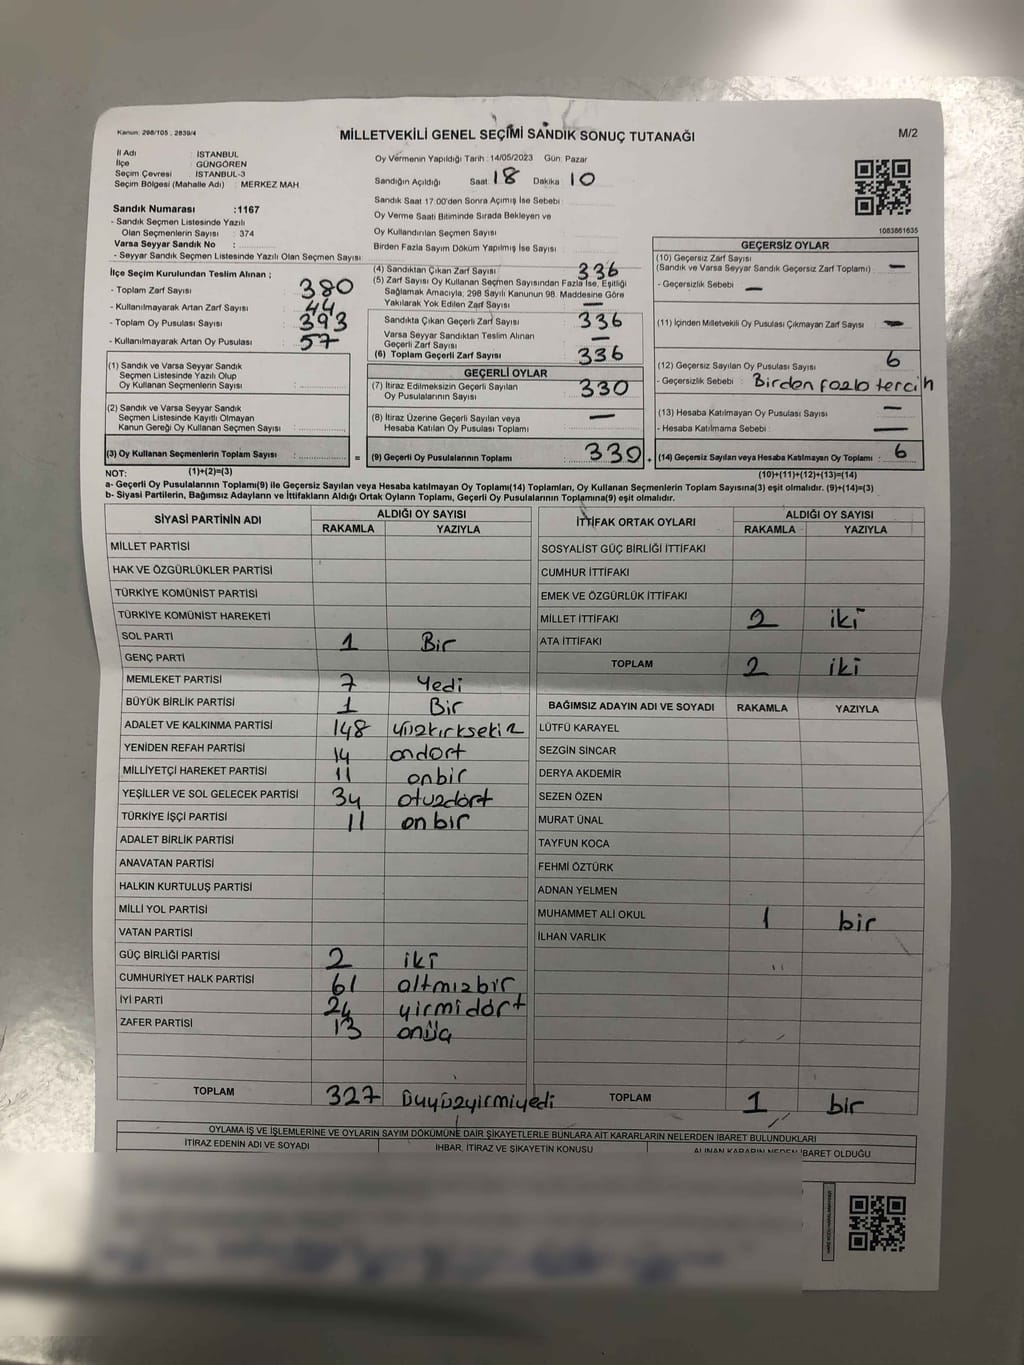 Kanun: 298/105 , 2839/4
MİLLETVEKİLİ GENEL SEÇİMİ SANDIK SONUÇ TUTANAĞI
M/2
İl Adı : İSTANBUL
İlçe : GÜNGÖREN
Seçim Çevresi : İSTANBUL-3
Seçim Bölgesi (Mahalle Adı) : MERKEZ MAH
Oy Vermenin Yapıldığı Tarih : 14/05/2023 Gün: Pazar
Sandığın Açıldığı Saat 18 Dakika 10
Sandık Saat 17.00'den Sonra Açımış İse Sebebi :
Oy Verme Saati Bitiminde Sırada Bekleyen ve
Oy Kullandırılan Seçmen Sayısı
Birden Fazla Sayım Döküm Yapılmış İse Sayısı :
1083861635
Sandık Numarası :1167
- Sandık Seçmen Listesinde Yazılı
Olan Seçmenlerin Sayısı : 374
Varsa Seyyar Sandık No :
- Seyyar Sandık Seçmen Listesinde Yazılı Olan Seçmen Sayısı:
İlçe Seçim Kurulundan Teslim Alınan ;
- Toplam Zarf Sayısı : 380
- Kullanılmayarak Artan Zarf Sayısı : 44
- Toplam Oy Pusulası Sayısı : 393
- Kullanılmayarak Artan Oy Pusulası : 57
(1) Sandık ve Varsa Seyyar Sandık
Seçmen Listesinde Yazılı Olup
Oy Kullanan Seçmenlerin Sayısı :
(2) Sandık ve Varsa Seyyar Sandık
Seçmen Listesinde Kayıtlı Olmayan
Kanun Gereği Oy Kullanan Seçmen Sayısı :
(3) Oy Kullanan Seçmenlerin Toplam Sayısı :
(4) Sandıktan Çıkan Zarf Sayısı : 336
(5) Zarf Sayısı Oy Kullanan Seçmen Sayısından Fazla İse, Eşitliği
Sağlamak Amacıyla, 298 Sayılı Kanunun 98. Maddesine Göre
Yakılarak Yok Edilen Zarf Sayısı : —
Sandıkta Çıkan Geçerli Zarf Sayısı : 336
Varsa Seyyar Sandıktan Teslim Alınan
Geçerli Zarf Sayısı : —
(6) Toplam Geçerli Zarf Sayısı : 336
GEÇERLİ OYLAR
(7) İtiraz Edilmeksizin Geçerli Sayılan
Oy Pusulalarının Sayısı : 330
(8) İtiraz Üzerine Geçerli Sayılan veya
Hesaba Katılan Oy Pusulası Toplamı : —
= (9) Geçerli Oy Pusulalarının Toplamı : 330 +
GEÇERSİZ OYLAR
(10) Geçersiz Zarf Sayısı
(Sandık ve Varsa Seyyar Sandık Geçersiz Zarf Toplamı) : —
- Geçersizlik Sebebi : —
(11) İçinden Milletvekili Oy Pusulası Çıkmayan Zarf Sayısı : —
(12) Geçersiz Sayılan Oy Pusulası Sayısı : 6
- Geçersizlik Sebebi : Birden fazla tercih
(13) Hesaba Katılmayan Oy Pusulası Sayısı : —
- Hesaba Katılmama Sebebi : —
(14) Geçersiz Sayılan veya Hesaba Katılmayan Oy Toplamı : 6
NOT: (1)+(2)=(3)
(10)+(11)+(12)+(13)=(14)
a- Geçerli Oy Pusulalarının Toplamı(9) ile Geçersiz Sayılan veya Hesaba katılmayan Oy Toplamı(14) Toplamları, Oy Kullanan Seçmenlerin Toplam Sayısına(3) eşit olmalıdır. (9)+(14)=(3)
b- Siyasi Partilerin, Bağımsız Adayların ve İttifakların Aldığı Ortak Oyların Toplamı, Geçerli Oy Pusulalarının Toplamına(9) eşit olmalıdır.
SİYASİ PARTİNİN ADI ALDIĞI OY SAYISI
RAKAMLA YAZIYLA
MİLLET PARTİSİ
HAK VE ÖZGÜRLÜKLER PARTİSİ
TÜRKİYE KOMÜNİST PARTİSİ
TÜRKİYE KOMÜNİST HAREKETİ
SOL PARTİ 1 Bir
GENÇ PARTİ
MEMLEKET PARTİSİ 7 Yedi
BÜYÜK BİRLİK PARTİSİ 1 Bir
ADALET VE KALKINMA PARTİSİ 148 yüzkırksekiz
YENİDEN REFAH PARTİSİ 14 ondört
MİLLİYETÇİ HAREKET PARTİSİ 11 onbir
YEŞİLLER VE SOL GELECEK PARTİSİ 34 otuzdört
TÜRKİYE İŞÇİ PARTİSİ 11 onbir
ADALET BİRLİK PARTİSİ
ANAVATAN PARTİSİ
HALKIN KURTULUŞ PARTİSİ
MİLLİ YOL PARTİSİ
VATAN PARTİSİ
GÜÇ BİRLİĞİ PARTİSİ 2 iki
CUMHURİYET HALK PARTİSİ 61 altmızbir
İYİ PARTİ 24 yirmidört
ZAFER PARTİSİ 13 onüç
TOPLAM 327 üüyüzyirmiyedi
İTTİFAK ORTAK OYLARI ALDIĞI OY SAYISI
RAKAMLA YAZIYLA
SOSYALİST GÜÇ BİRLİĞİ İTTİFAKI
CUMHUR İTTİFAKI
EMEK VE ÖZGÜRLÜK İTTİFAKI
MİLLET İTTİFAKI 2 iki
ATA İTTİFAKI
TOPLAM 2 iki
BAĞIMSIZ ADAYIN ADI VE SOYADI RAKAMLA YAZIYLA
LÜTFÜ KARAYEL
SEZGİN SİNCAR
DERYA AKDEMİR
SEZEN ÖZEN
MURAT ÜNAL
TAYFUN KOCA
FEHMİ ÖZTÜRK
ADNAN YELMEN
MUHAMMET ALİ OKUL 1 bir
İLHAN VARLIK
TOPLAM 1 bir
OYLAMA İŞ VE İŞLEMLERİNE VE OYLARIN SAYIM DÖKÜMÜNE DAİR ŞİKAYETLERLE BUNLARA AİT KARARLARIN NELERDEN İBARET BULUNDUKLARI
İTİRAZ EDENİN ADI VE SOYADI
İHBAR, İTİRAZ VE ŞİKAYETİN KONUSU
ALINAN KARARIN NEDEN İBARET OLDUĞU